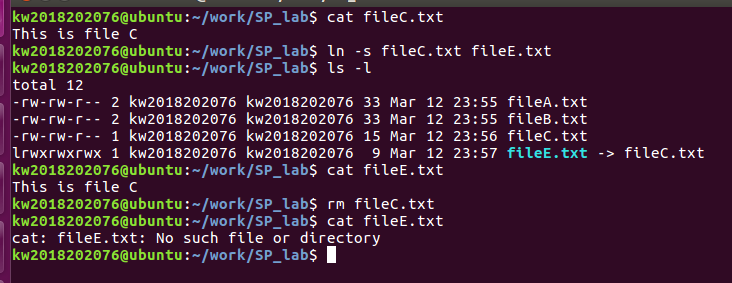 kw2018202076@ubuntu:~/work/SP_lab$ cat fileC.txt
This is file C
kw2018202076@ubuntu:~/work/SP_lab$ ln -s fileC.txt fileE.txt
kw2018202076@ubuntu:~/work/SP_lab$ ls -l
total 12
-rw-rw-r-- 2 kw2018202076 kw2018202076 33 Mar 12 23:55 fileA.txt
-rw-rw-r-- 2 kw2018202076 kw2018202076 33 Mar 12 23:55 fileB.txt
-rw-rw-r-- 1 kw2018202076 kw2018202076 15 Mar 12 23:56 fileC.txt
lrwxrwxrwx 1 kw2018202076 kw2018202076  9 Mar 12 23:57 fileE.txt -> fileC.txt
kw2018202076@ubuntu:~/work/SP_lab$ cat fileE.txt
This is file C
kw2018202076@ubuntu:~/work/SP_lab$ rm fileC.txt
kw2018202076@ubuntu:~/work/SP_lab$ cat fileE.txt
cat: fileE.txt: No such file or directory
kw2018202076@ubuntu:~/work/SP_lab$